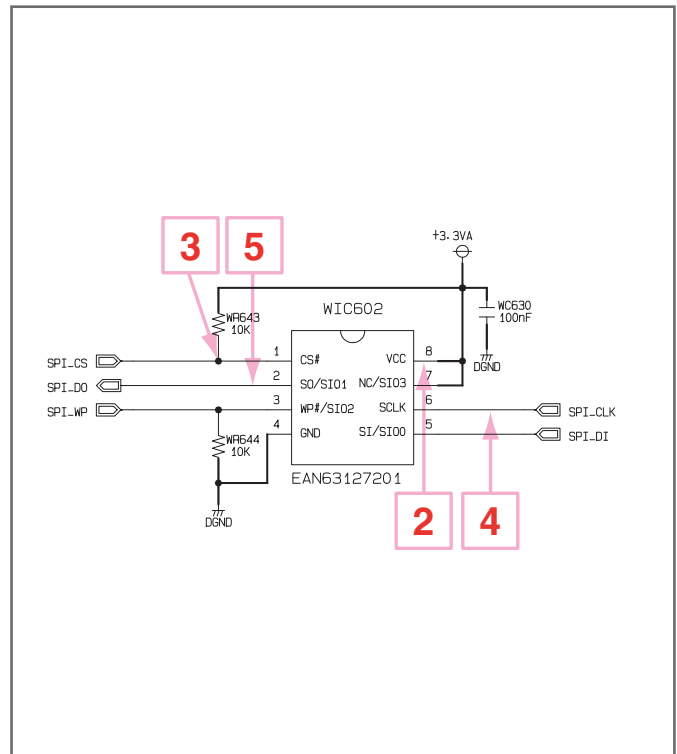 +3.3VA
3
5
WIC602
WC630
100nF
WR643
10K
DGND
SPI_CS
1
CS#
VCC
8
SPI_DO
2
SO/SIO1
NC/SIO3
7
SPI_WP
3
WP#/SIO2
SCLK
6
SPI_CLK
4
GND
SI/SIO0
5
SPI_DI
WR644
10K
EAN63127201
DGND
2
4